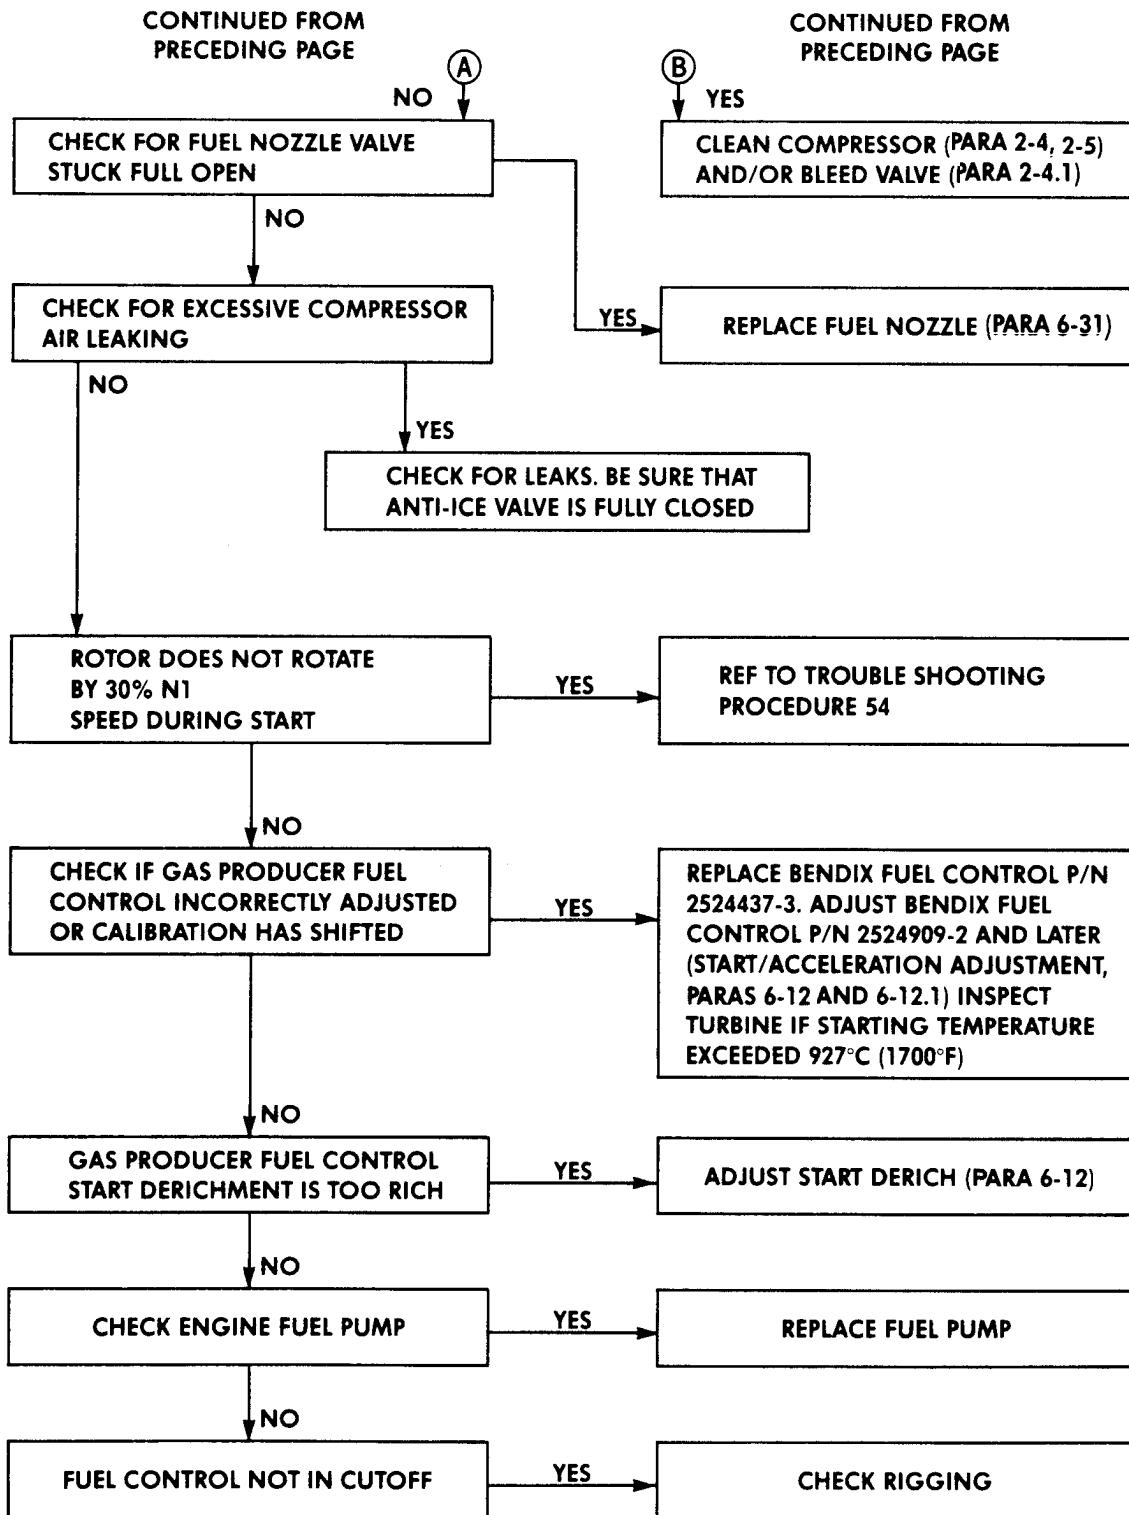 CONTINUED FROM
PRECEDING PAGE
CONTINUED FROM
PRECEDING PAGE
A
B
NO
YES
CHECK FOR FUEL NOZZLE VALVE
STUCK FULL OPEN
CLEAN COMPRESSOR (PARA 2-4, 2-5)
AND/OR BLEED VALVE (PARA 2-4.1)
NO
CHECK FOR EXCESSIVE COMPRESSOR
AIR LEAKING
YES
REPLACE FUEL NOZZLE (PARA 6-31)
NO
YES
CHECK FOR LEAKS. BE SURE THAT
ANTI-ICE VALVE IS FULLY CLOSED
ROTOR DOES NOT ROTATE
BY 30% N1
SPEED DURING START
YES
REF TO TROUBLE SHOOTING
PROCEDURE 54
NO
CHECK IF GAS PRODUCER FUEL
CONTROL INCORRECTLY ADJUSTED
OR CALIBRATION HAS SHIFTED
YES
REPLACE BENDIX FUEL CONTROL P/N
2524437-3. ADJUST BENDIX FUEL
CONTROL P/N 2524909-2 AND LATER
(START/ACCELERATION ADJUSTMENT,
PARAS 6-12 AND 6-12.1) INSPECT
TURBINE IF STARTING TEMPERATURE
EXCEEDED 927°C (1700°F)
NO
GAS PRODUCER FUEL CONTROL
START DERICHMENT IS TOO RICH
YES
ADJUST START DERICH (PARA 6-12)
NO
CHECK ENGINE FUEL PUMP
YES
REPLACE FUEL PUMP
NO
FUEL CONTROL NOT IN CUTOFF
YES
CHECK RIGGING